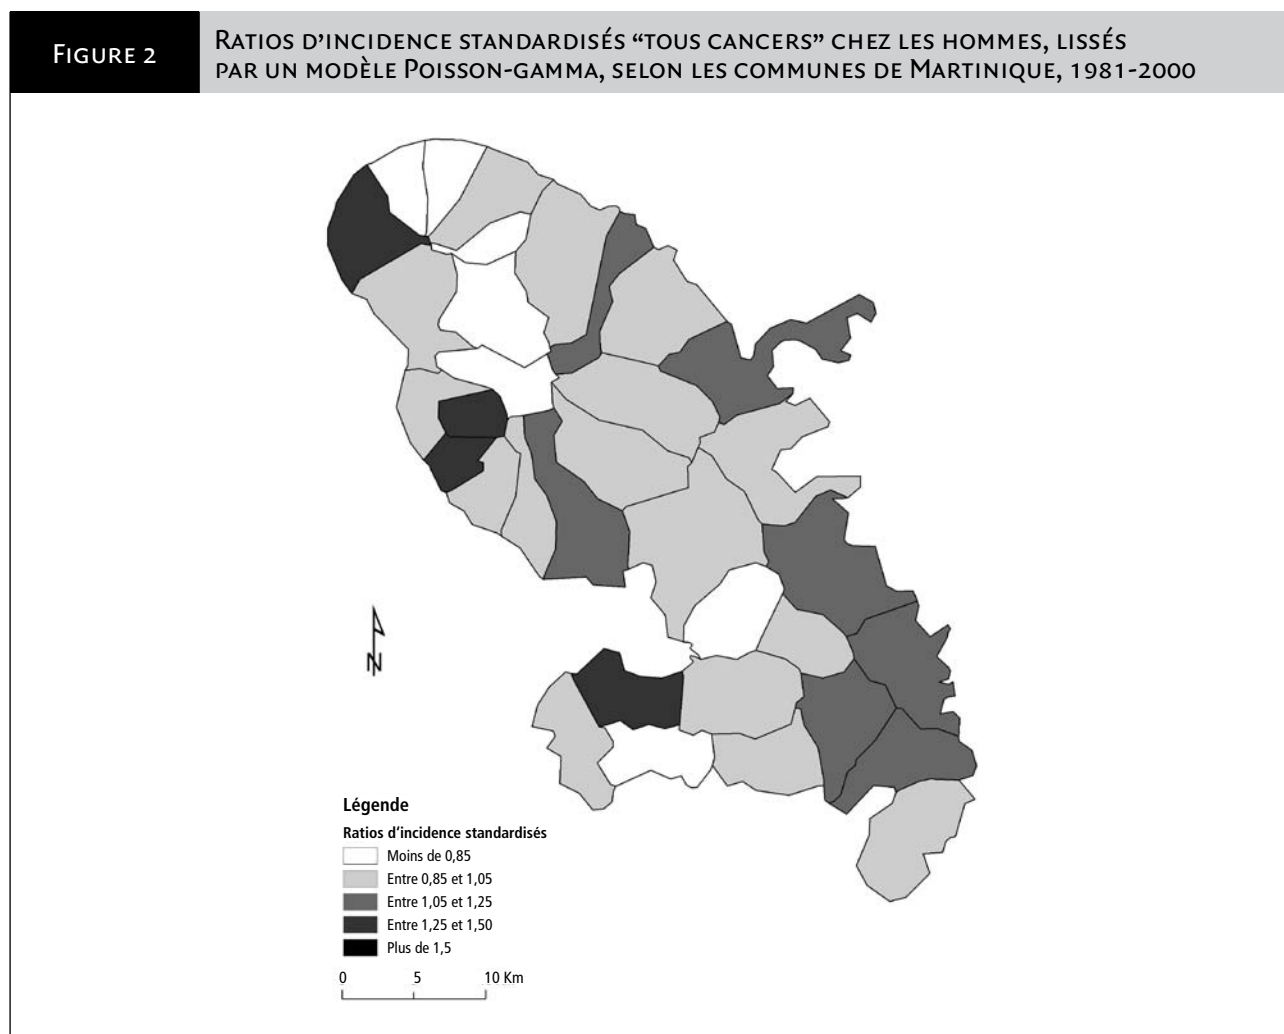 FIGURE 2
RATIOS D’INCIDENCE STANDARDISÉS “TOUS CANCERS” CHEZ LES HOMMES, LISSÉS
PAR UN MODÈLE POISSON-GAMMA, SELON LES COMMUNES DE MARTINIQUE, 1981-2000
N
Légende
Ratios d’incidence standardisés
Moins de 0,85
Entre 0,85 et 1,05
Entre 1,05 et 1,25
Entre 1,25 et 1,50
Plus de 1,5
0 5 10 Km